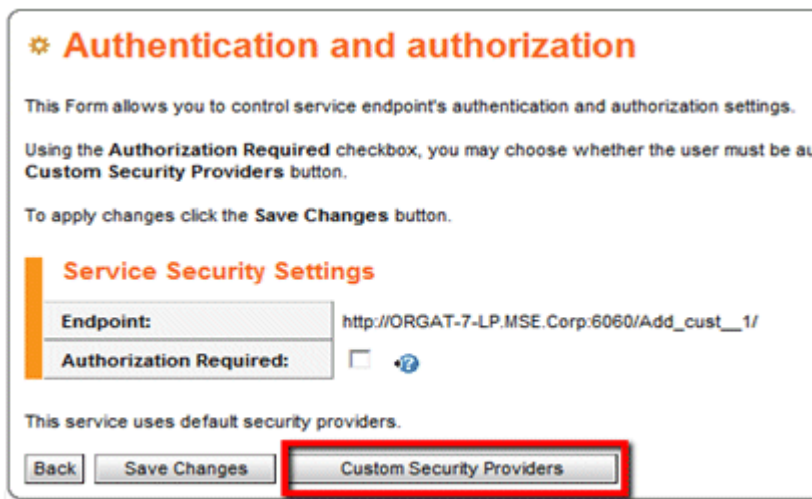 Authentication and authorization
This Form allows you to control service endpoint's authentication and authorization settings.
Using the Authorization Required checkbox, you may choose whether the user must be au
Custom Security Providers button.
To apply changes click the Save Changes button.
Service Security Settings
Endpoint: http://ORGAT-7-LP.MSE.Corp:6060/Add_cust__1/
Authorization Required:
This service uses default security providers.
Back Save Changes Custom Security Providers